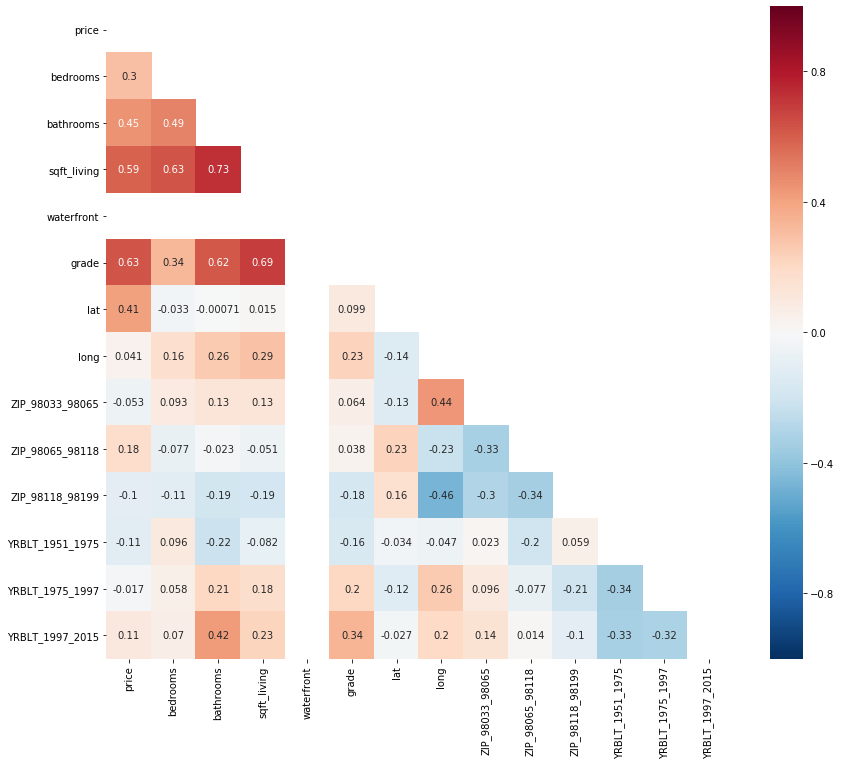 price
bedrooms 0.3
bathrooms 0.45 0.49
sqft_living 0.59 0.63 0.73
waterfront
grade 0.63 0.34 0.62 0.69
lat 0.41 -0.033 -0.00071 0.015 0.099
long 0.041 0.16 0.26 0.29 0.23 -0.14
ZIP_98033_98065 -0.053 0.093 0.13 0.13 0.064 -0.13 0.44
ZIP_98065_98118 0.18 -0.077 -0.023 -0.051 0.038 0.23 -0.23 -0.33
ZIP_98118_98199 -0.1 -0.11 -0.19 -0.19 -0.18 0.16 -0.46 -0.3 -0.34
YRBLT_1951_1975 -0.11 0.096 -0.22 -0.082 -0.16 -0.034 -0.047 0.023 -0.2 0.059
YRBLT_1975_1997 -0.017 0.058 0.21 0.18 0.2 -0.12 0.26 0.096 -0.077 -0.21 -0.34
YRBLT_1997_2015 0.11 0.07 0.42 0.23 0.34 -0.027 0.2 0.14 0.014 -0.1 -0.33 -0.32
price bedrooms bathrooms sqft_living waterfront grade lat long ZIP_98033_98065 ZIP_98065_98118 ZIP_98118_98199 YRBLT_1951_1975 YRBLT_1975_1997 YRBLT_1997_2015
0.8
0.4
0.0
−0.4
−0.8